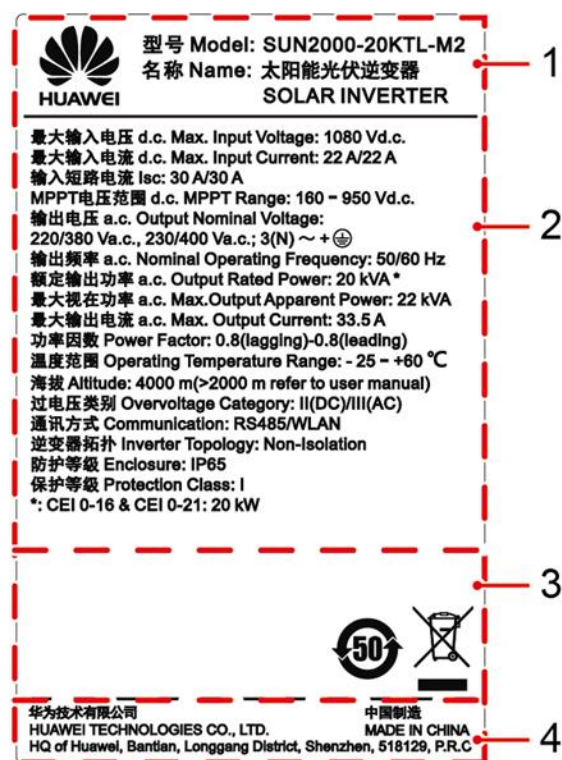 型号 Model: SUN2000-20KTL-M2
名称 Name: 太阳能光伏逆变器
SOLAR INVERTER
HUAWEI
1
最大输入电压 d.c. Max. Input Voltage: 1080 Vd.c.
最大输入电流 d.c. Max. Input Current: 22 A/22 A
输入短路电流 Isc: 30 A/30 A
MPPT电压范围 d.c. MPPT Range: 160 - 950 Vd.c.
输出电压 a.c. Output Nominal Voltage:
220/380 Va.c., 230/400 Va.c.; 3(N) ~ +
2
输出频率 a.c. Nominal Operating Frequency: 50/60 Hz
额定输出功率 a.c. Output Rated Power: 20 kVA *
最大视在功率 a.c. Max.Output Apparent Power: 22 kVA
最大输出电流 a.c. Max. Output Current: 33.5 A
功率因数 Power Factor: 0.8(lagging)-0.8(leading)
温度范围 Operating Temperature Range: - 25 - +60 ℃
海拔 Altitude: 4000 m(>2000 m refer to user manual)
过电压类别 Overvoltage Category: II(DC)/III(AC)
通讯方式 Communication: RS485/WLAN
逆变器拓扑 Inverter Topology: Non-Isolation
防护等级 Enclosure: IP65
保护等级 Protection Class: I
*: CEI 0-16 & CEI 0-21: 20 kW
3
50
华为技术有限公司 中国制造
HUAWEI TECHNOLOGIES CO., LTD. MADE IN CHINA
HQ of Huawei, Bantian, Longgang District, Shenzhen, 518129, P.R.C
4